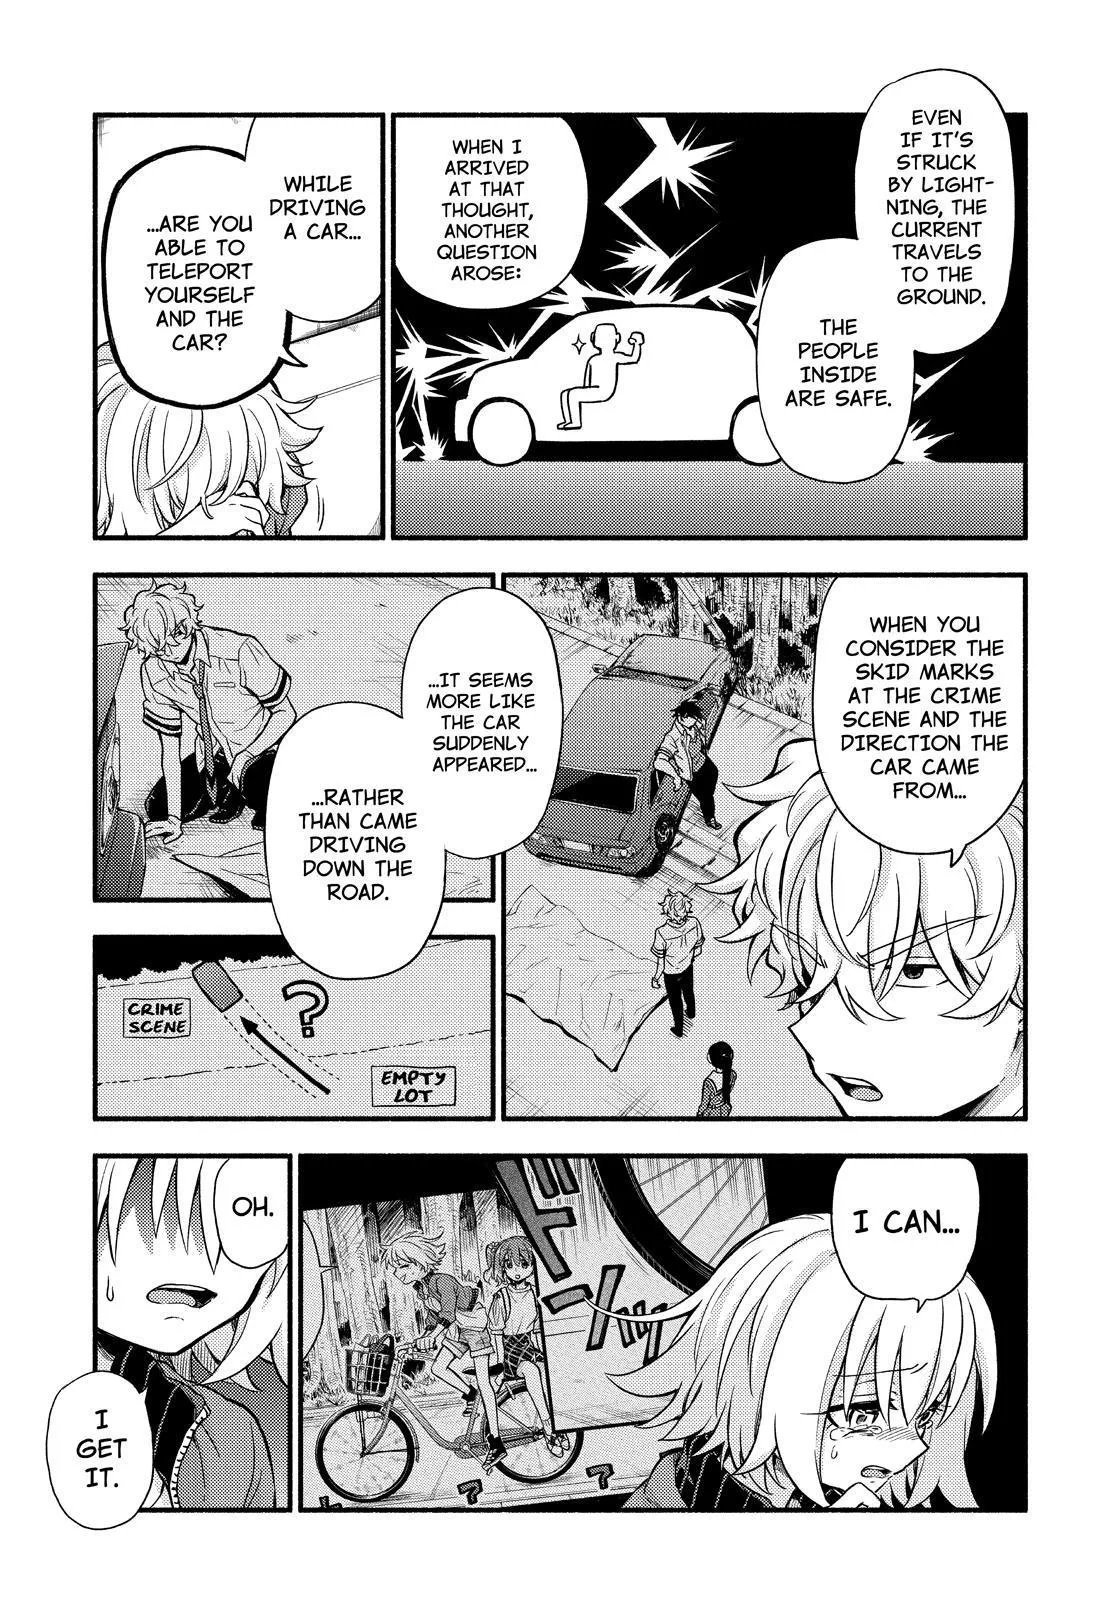 EVEN
IF IT'S
STRUCK
BY LIGHT-
NING, THE
CURRENT
TRAVELS
TO THE
GROUND.
THE
PEOPLE
INSIDE
ARE SAFE.
WHEN I
ARRIVED
AT THAT
THOUGHT,
ANOTHER
QUESTION
AROSE:
WHILE
DRIVING
A CAR...
...ARE YOU
ABLE TO
TELEPORT
YOURSELF
AND THE
CAR?
WHEN YOU
CONSIDER THE
SKID MARKS
AT THE CRIME
SCENE AND THE
DIRECTION THE
CAR CAME
FROM...
...IT SEEMS
MORE LIKE
THE CAR
SUDDENLY
APPEARED...
...RATHER
THAN CAME
DRIVING
DOWN THE
ROAD.
CRIME
SCENE
?
EMPTY
LOT
I CAN...
ドン
?
?
?
OH.
I
GET
IT.